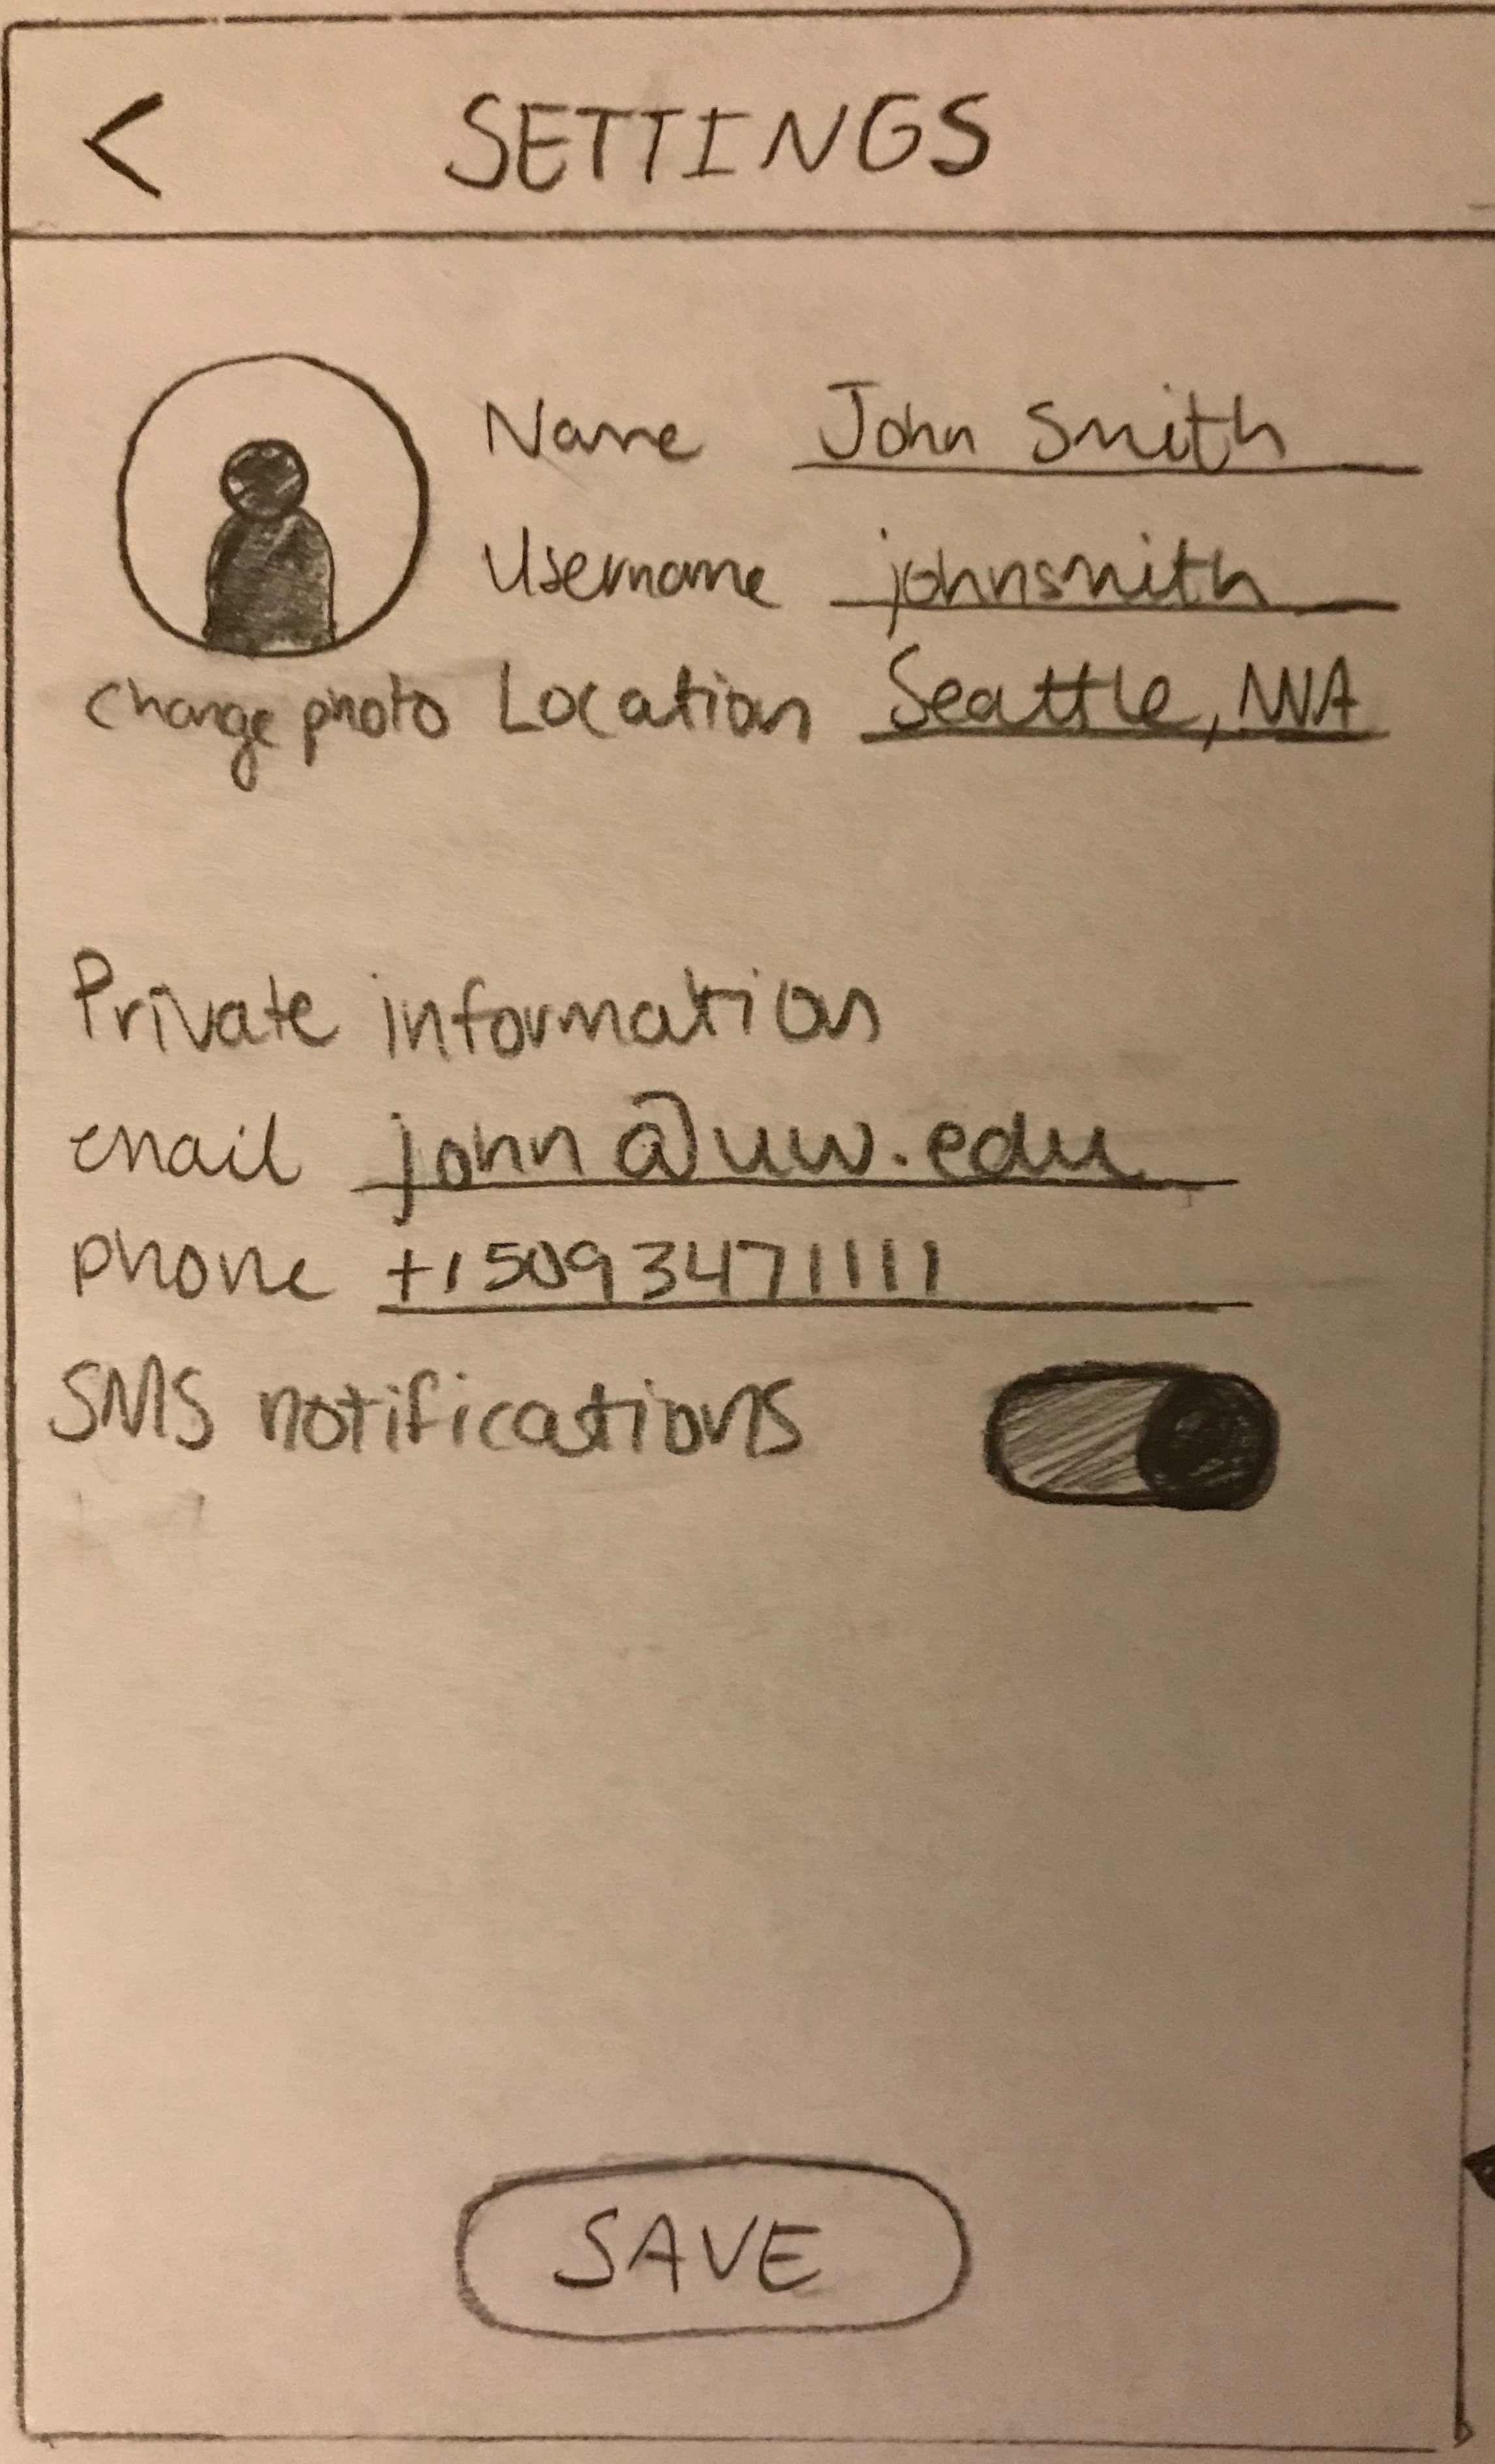 < SETTINGS
Name John Smith
Username johnsmith
change photo Location Seattle, WA
Private information
email john@uw.edu
phone +15093471111
SMS notifications
SAVE